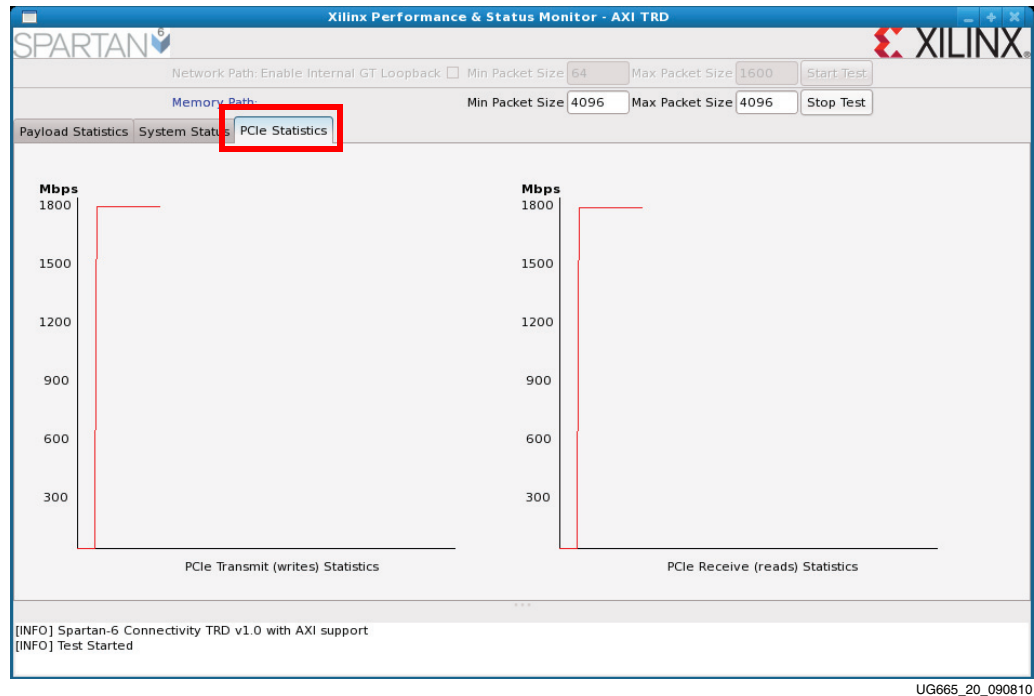 Xilinx Performance & Status Monitor - AXI TRD
SPARTAN 6
XILINX®
Network Path: Enable Internal GT Loopback Min Packet Size 64 Max Packet Size 1600 Start Test
Memory Path: Min Packet Size 4096 Max Packet Size 4096 Stop Test
Payload Statistics System Status PCIe Statistics
Mbps
1800
1500
1200
900
600
300
PCIe Transmit (writes) Statistics
Mbps
1800
1500
1200
900
600
300
PCIe Receive (reads) Statistics
[INFO] Spartan-6 Connectivity TRD v1.0 with AXI support
[INFO] Test Started
UG665_20_090810